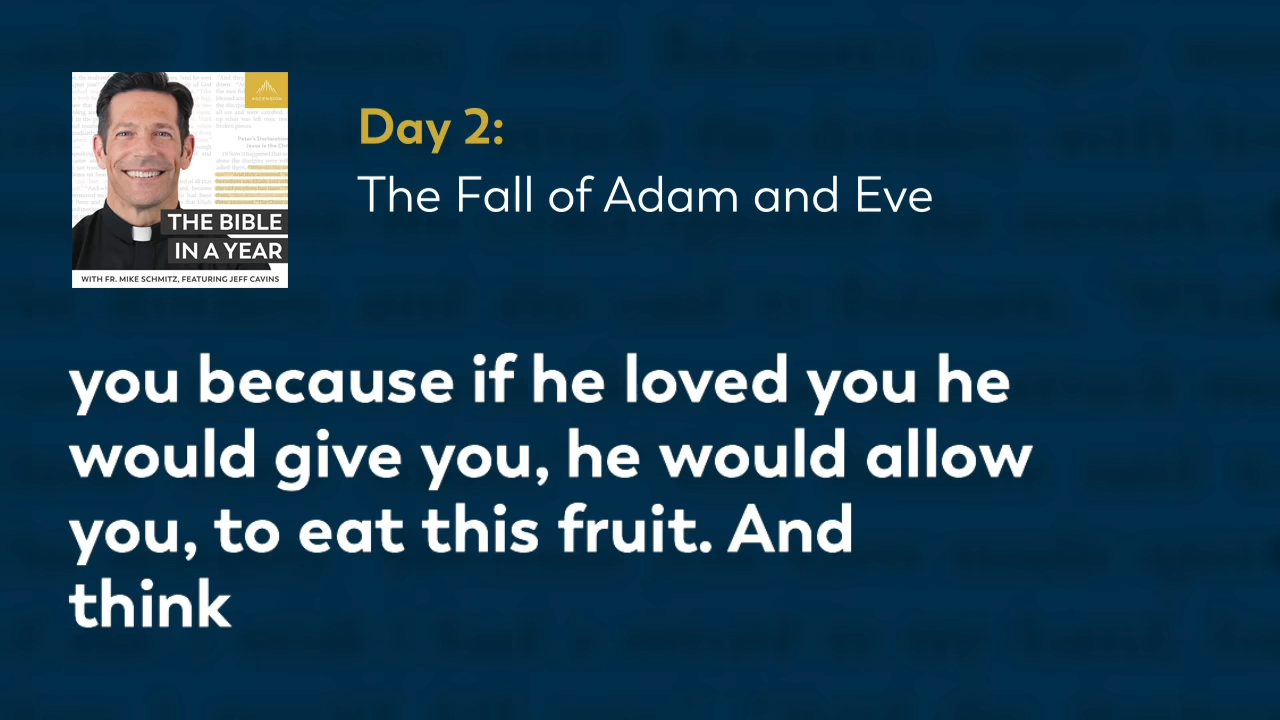 ASCENSION
THE BIBLE
IN A YEAR
WITH FR. MIKE SCHMITZ, FEATURING JEFF CAVINS
Day 2:
The Fall of Adam and Eve
you because if he loved you he
would give you, he would allow
you, to eat this fruit. And
think